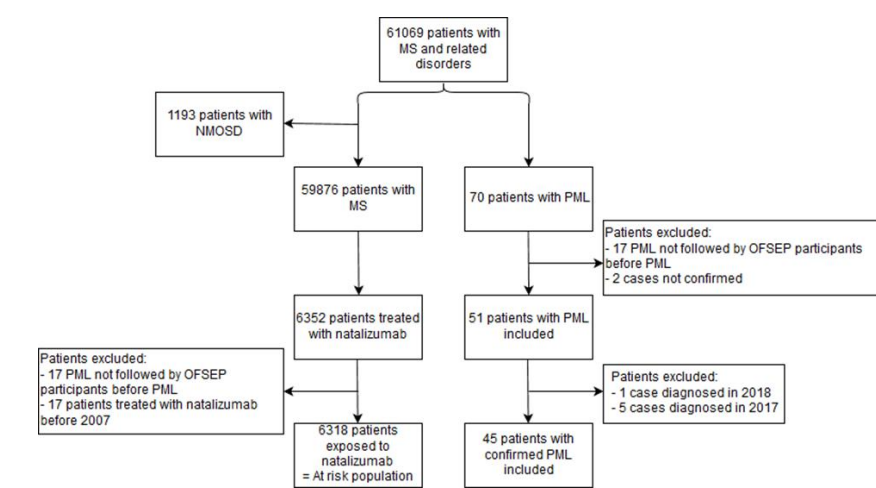 61069 patients with
MS and related
disorders
1193 patients with
NMOSD
59876 patients with
MS
70 patients with PML
Patients excluded:
- 17 PML not followed by OFSEP participants
before PML
- 2 cases not confirmed
6352 patients treated
with natalizumab
51 patients with PML
included
Patients excluded:
- 17 PML not followed by OFSEP
participants before PML
- 17 patients treated with natalizumab
before 2007
Patients excluded:
- 1 case diagnosed in 2018
- 5 cases diagnosed in 2017
6318 patients
exposed to
natalizumab
= At risk population
45 patients with
confirmed PML
included